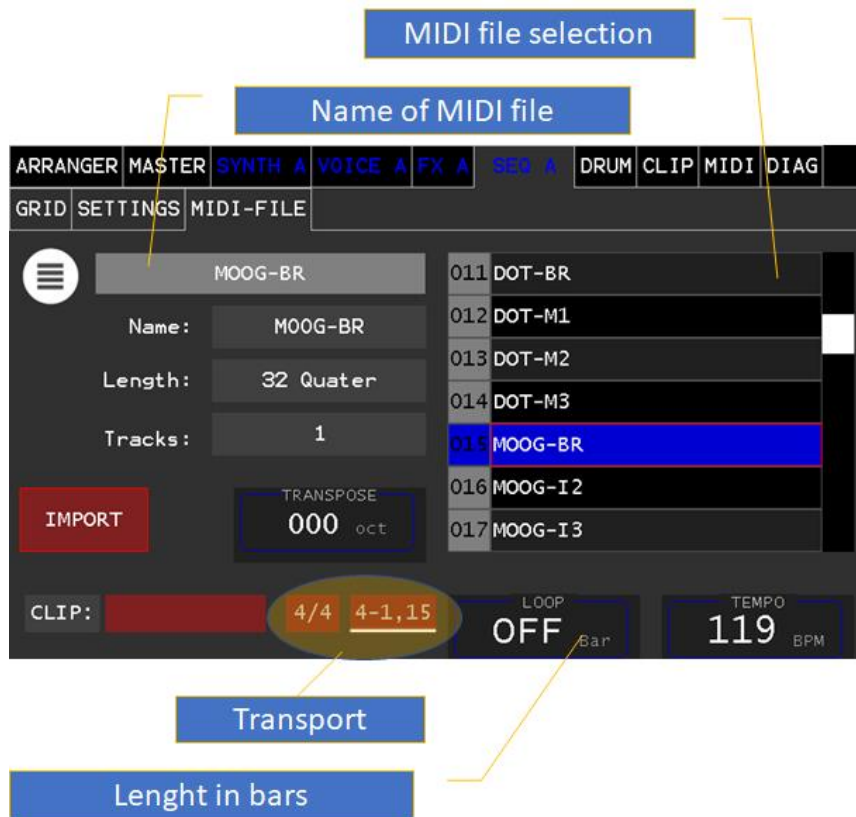 MIDI file selection
Name of MIDI file
ARRANGER MASTER SYNTH A VOICE A FX A SEQ A DRUM CLIP MIDI DIAG
GRID SETTINGS MIDI-FILE
MOOG-BR
Name: MOOG-BR
Length: 32 Quater
Tracks: 1
IMPORT
TRANSPOSE
000 oct
011 DOT-BR
012 DOT-M1
013 DOT-M2
014 DOT-M3
015 MOOG-BR
016 MOOG-I2
017 MOOG-I3
CLIP: 4/4 4-1,15
LOOP
OFF Bar
TEMPO
119 BPM
Transport
Lenght in bars